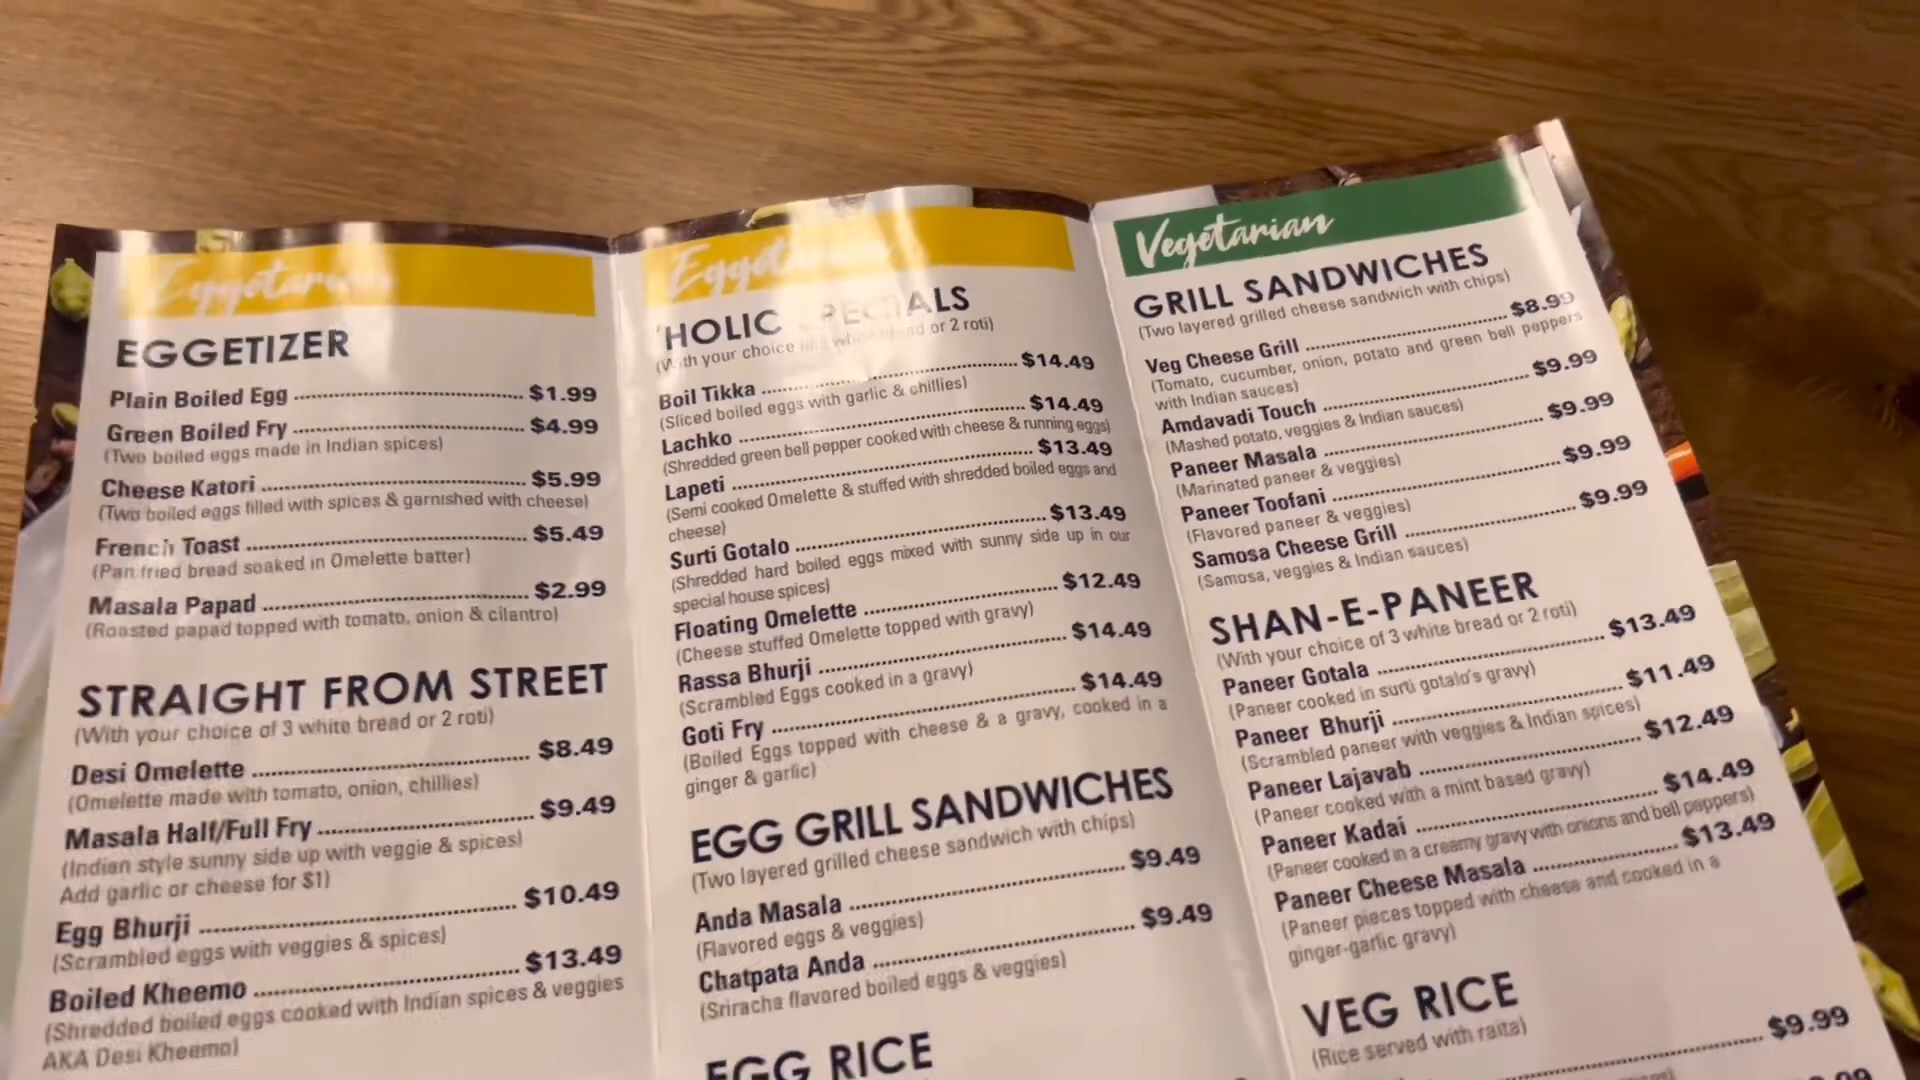 Eggetarian
EGGETIZER
Plain Boiled Egg $1.99
Green Boiled Fry $4.99
(Two boiled eggs made in Indian spices)
Cheese Katori $5.99
(Two boiled eggs filled with spices & garnished with cheese)
French Toast $5.49
(Pan fried bread soaked in Omelette batter)
Masala Papad $2.99
(Roasted papad topped with tomato, onion & cilantro)
STRAIGHT FROM STREET
(With your choice of 3 white bread or 2 roti)
Desi Omelette $8.49
(Omelette made with tomato, onion, chillies)
Masala Half/Full Fry $9.49
(Indian style sunny side up with veggie & spices)
Add garlic or cheese for $1)
Egg Bhurji $10.49
(Scrambled eggs with veggies & spices)
Boiled Kheemo $13.49
(Shredded boiled eggs cooked with Indian spices & veggies
AKA Desi Kheemo)
Eggetarian
'HOLIC SPECIALS
(With your choice white bread or 2 roti)
Boil Tikka $14.49
(Sliced boiled eggs with garlic & chillies)
Lachko $14.49
(Shredded green bell pepper cooked with cheese & running eggs)
Lapeti $13.49
(Semi cooked Omelette & stuffed with shredded boiled eggs and
cheese)
Surti Gotalo $13.49
(Shredded hard boiled eggs mixed with sunny side up in our
special house spices)
Floating Omelette $12.49
(Cheese stuffed Omelette topped with gravy)
Rassa Bhurji $14.49
(Scrambled Eggs cooked in a gravy)
Goti Fry $14.49
(Boiled Eggs topped with cheese & a gravy, cooked in a
ginger & garlic)
EGG GRILL SANDWICHES
(Two layered grilled cheese sandwich with chips)
Anda Masala $9.49
(Flavored eggs & veggies)
Chatpata Anda $9.49
(Sriracha flavored boiled eggs & veggies)
EGG RICE
Vegetarian
GRILL SANDWICHES
(Two layered grilled cheese sandwich with chips)
Veg Cheese Grill $8.99
(Tomato, cucumber, onion, potato and green bell peppers
with Indian sauces)
Amdavadi Touch $9.99
(Mashed potato, veggies & Indian sauces)
Paneer Masala $9.99
(Marinated paneer & veggies)
Paneer Toofani $9.99
(Flavored paneer & veggies)
Samosa Cheese Grill $9.99
(Samosa, veggies & Indian sauces)
SHAN-E-PANEER
(With your choice of 3 white bread or 2 roti)
Paneer Gotala $13.49
(Paneer cooked in surti gotalo's gravy)
Paneer Bhurji $11.49
(Scrambled paneer with veggies & Indian spices)
Paneer Lajavab $12.49
(Paneer cooked with a mint based gravy)
Paneer Kadai $14.49
(Paneer cooked in a creamy gravy with onions and bell peppers)
Paneer Cheese Masala $13.49
(Paneer pieces topped with cheese and cooked in a
ginger-garlic gravy)
VEG RICE
(Rice served with raita)
$9.99